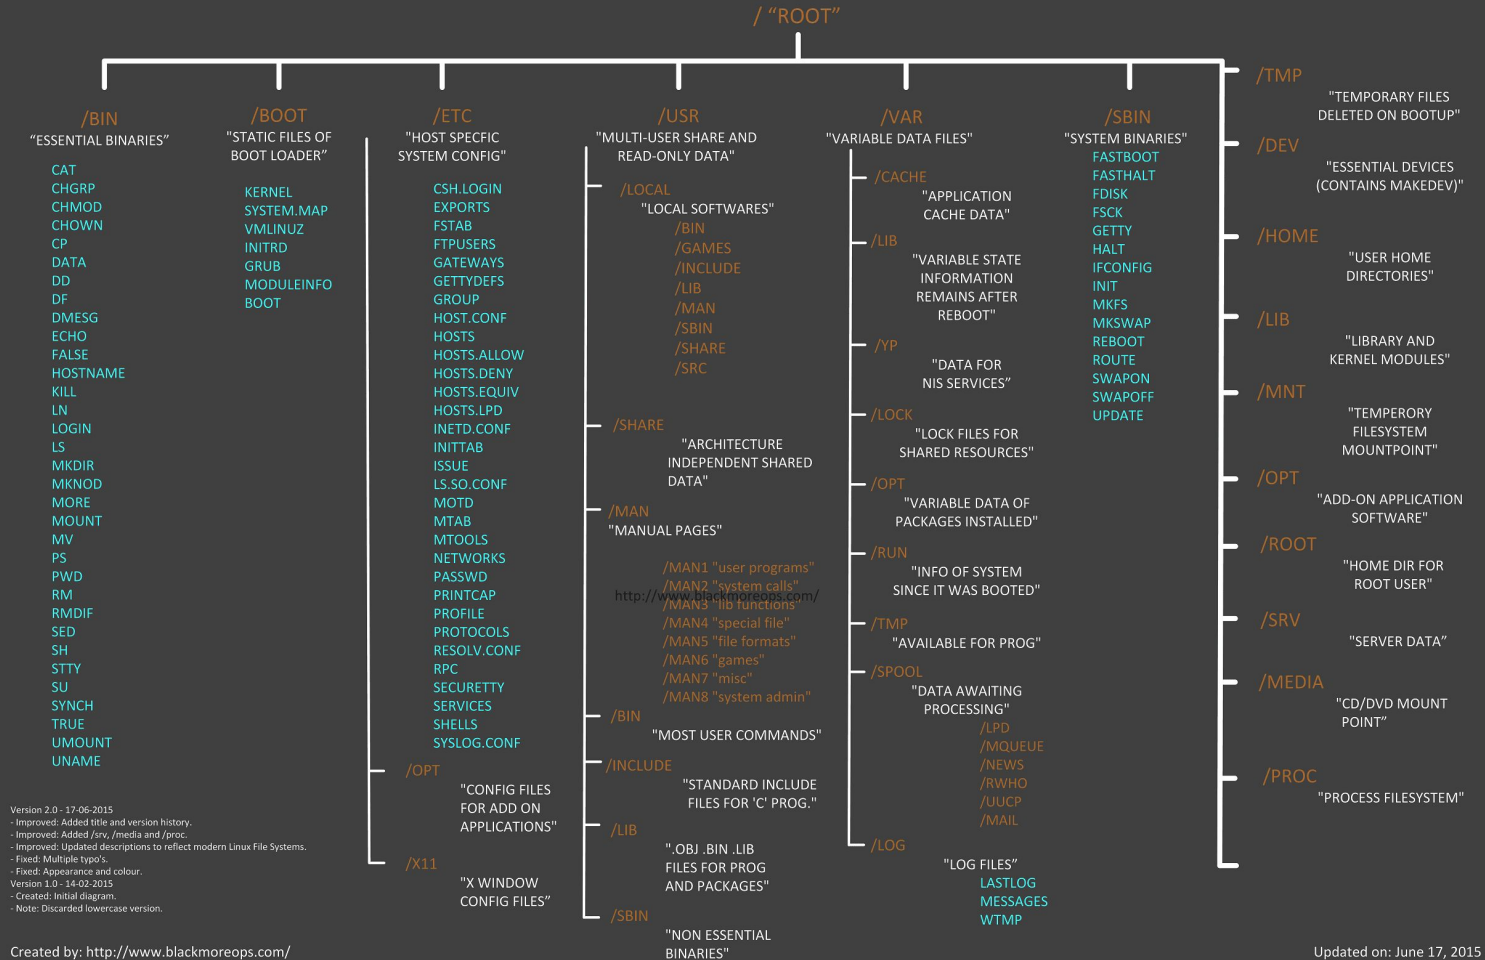 / “ROOT”
/BIN
“ESSENTIAL BINARIES”
CAT
CHGRP
CHMOD
CHOWN
CP
DATA
DD
DF
DMESG
ECHO
FALSE
HOSTNAME
KILL
LN
LOGIN
LS
MKDIR
MKNOD
MORE
MOUNT
MV
PS
PWD
RM
RMDIF
SED
SH
STTY
SU
SYNCH
TRUE
UMOUNT
UNAME
/BOOT
"STATIC FILES OF
BOOT LOADER”
KERNEL
SYSTEM.MAP
VMLINUZ
INITRD
GRUB
MODULEINFO
BOOT
/ETC
"HOST SPECFIC
SYSTEM CONFIG"
CSH.LOGIN
EXPORTS
FSTAB
FTPUSERS
GATEWAYS
GETTYDEFS
GROUP
HOST.CONF
HOSTS
HOSTS.ALLOW
HOSTS.DENY
HOSTS.EQUIV
HOSTS.LPD
INETD.CONF
INITTAB
ISSUE
LS.SO.CONF
MOTD
MTAB
MTOOLS
NETWORKS
PASSWD
PRINTCAP
PROFILE
PROTOCOLS
RESOLV.CONF
RPC
SECURETTY
SERVICES
SHELLS
SYSLOG.CONF
/OPT
"CONFIG FILES
FOR ADD ON
APPLICATIONS"
/X11
"X WINDOW
CONFIG FILES”
/USR
"MULTI-USER SHARE AND
READ-ONLY DATA"
/LOCAL
"LOCAL SOFTWARES"
/BIN
/GAMES
/INCLUDE
/LIB
/MAN
/SBIN
/SHARE
/SRC
/SHARE
"ARCHITECTURE
INDEPENDENT SHARED
DATA"
/MAN
"MANUAL PAGES"
/MAN1 "user programs"
/MAN2 "system calls"
http://www.blackmoreops.com/
/MAN3 "lib functions"
/MAN4 "special file"
/MAN5 "file formats"
/MAN6 "games"
/MAN7 "misc"
/MAN8 "system admin"
/BIN
"MOST USER COMMANDS"
/INCLUDE
"STANDARD INCLUDE
FILES FOR 'C' PROG."
/LIB
".OBJ .BIN .LIB
FILES FOR PROG
AND PACKAGES"
/SBIN
"NON ESSENTIAL
BINARIES"
/VAR
"VARIABLE DATA FILES"
/CACHE
"APPLICATION
CACHE DATA"
/LIB
"VARIABLE STATE
INFORMATION
REMAINS AFTER
REBOOT"
/YP
"DATA FOR
NIS SERVICES”
/LOCK
"LOCK FILES FOR
SHARED RESOURCES"
/OPT
"VARIABLE DATA OF
PACKAGES INSTALLED"
/RUN
"INFO OF SYSTEM
SINCE IT WAS BOOTED"
/TMP
"AVAILABLE FOR PROG"
/SPOOL
"DATA AWAITING
PROCESSING"
/LPD
/MQUEUE
/NEWS
/RWHO
/UUCP
/MAIL
/LOG
"LOG FILES”
LASTLOG
MESSAGES
WTMP
/SBIN
"SYSTEM BINARIES"
FASTBOOT
FASTHALT
FDISK
FSCK
GETTY
HALT
IFCONFIG
INIT
MKFS
MKSWAP
REBOOT
ROUTE
SWAPON
SWAPOFF
UPDATE
/TMP
"TEMPORARY FILES
DELETED ON BOOTUP"
/DEV
"ESSENTIAL DEVICES
(CONTAINS MAKEDEV)"
/HOME
"USER HOME
DIRECTORIES"
/LIB
"LIBRARY AND
KERNEL MODULES"
/MNT
"TEMPERORY
FILESYSTEM
MOUNTPOINT"
/OPT
"ADD-ON APPLICATION
SOFTWARE"
/ROOT
"HOME DIR FOR
ROOT USER"
/SRV
"SERVER DATA”
/MEDIA
"CD/DVD MOUNT
POINT”
/PROC
"PROCESS FILESYSTEM"
Version 2.0 - 17-06-2015
- Improved: Added title and version history.
- Improved: Added /srv, /media and /proc.
- Improved: Updated descriptions to reflect modern Linux File Systems.
- Fixed: Multiple typo's.
- Fixed: Appearance and colour.
Version 1.0 - 14-02-2015
- Created: Initial diagram.
- Note: Discarded lowercase version.
Created by: http://www.blackmoreops.com/
Updated on: June 17, 2015